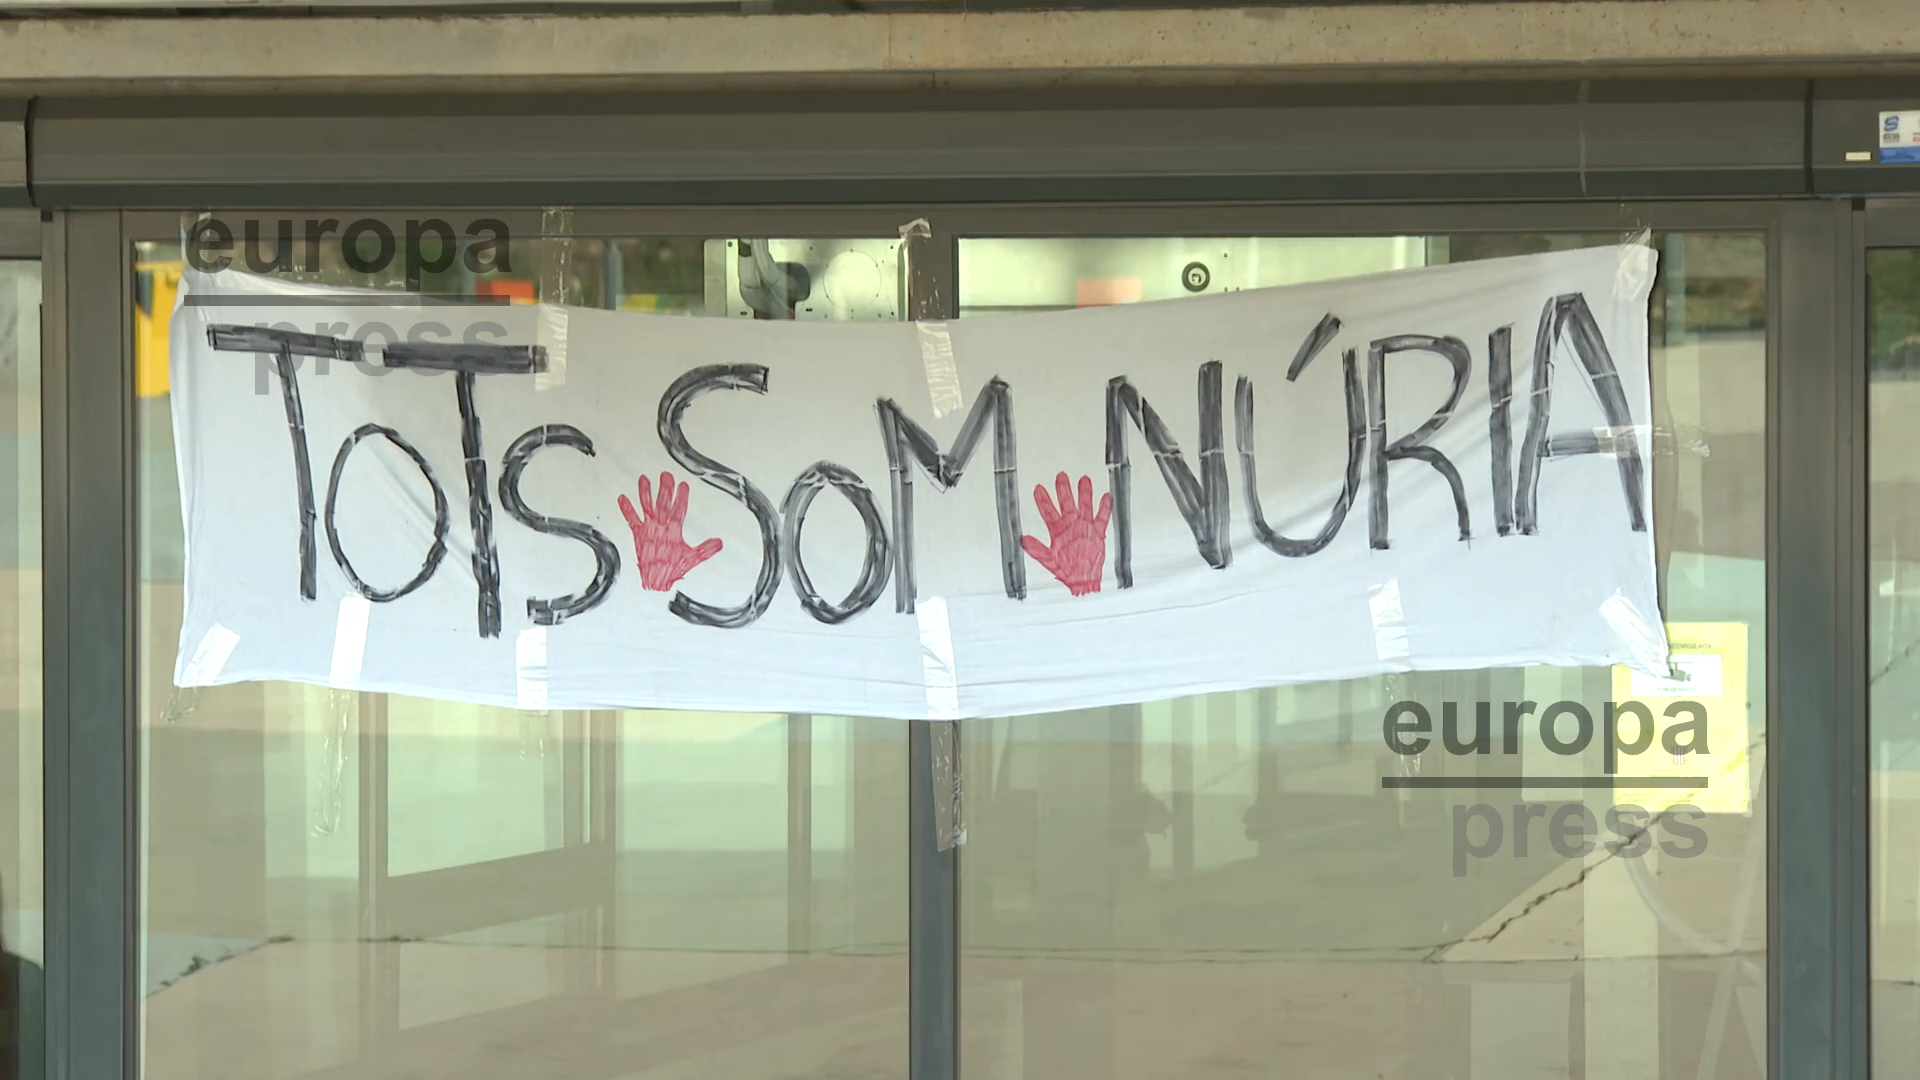 europa
press
ToTs SoM NÚRIA
europa
press